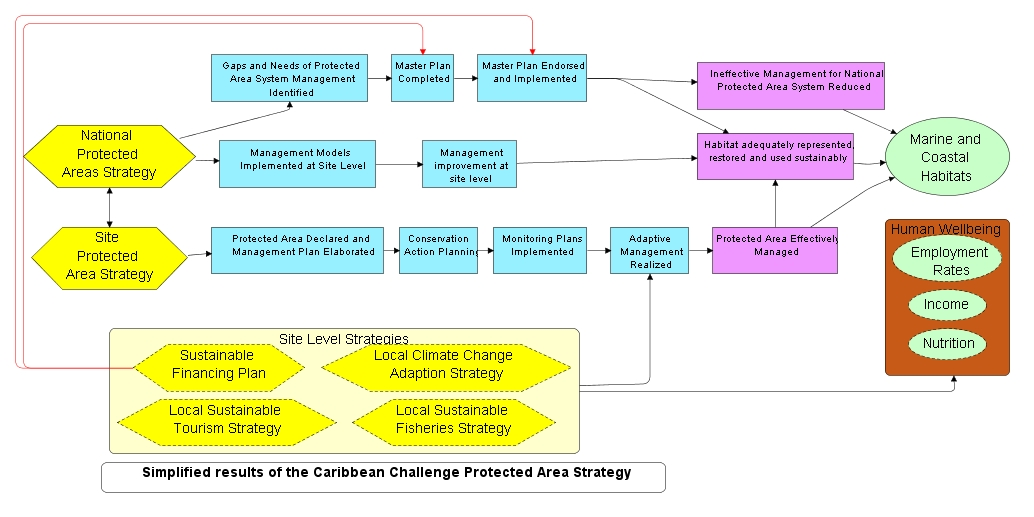 Gaps and Needs of Protected
Area System Management
Identified
Master Plan
Completed
Master Plan Endorsed
and Implemented
Ineffective Management for National
Protected Area System Reduced
National
Protected
Areas Strategy
Management Models
Implemented at Site Level
Management
improvement at
site level
Habitat adequately represented,
restored and used sustainably
Marine and
Coastal
Habitats
Site
Protected
Area Strategy
Protected Area Declared and
Management Plan Elaborated
Conservation
Action Planning
Monitoring Plans
Implemented
Adaptive
Management
Realized
Protected Area Effectively
Managed
Human Wellbeing
Employment
Rates
Income
Nutrition
Site Level Strategies
Sustainable
Financing Plan
Local Climate Change
Adaption Strategy
Local Sustainable
Tourism Strategy
Local Sustainable
Fisheries Strategy
Simplified results of the Caribbean Challenge Protected Area Strategy